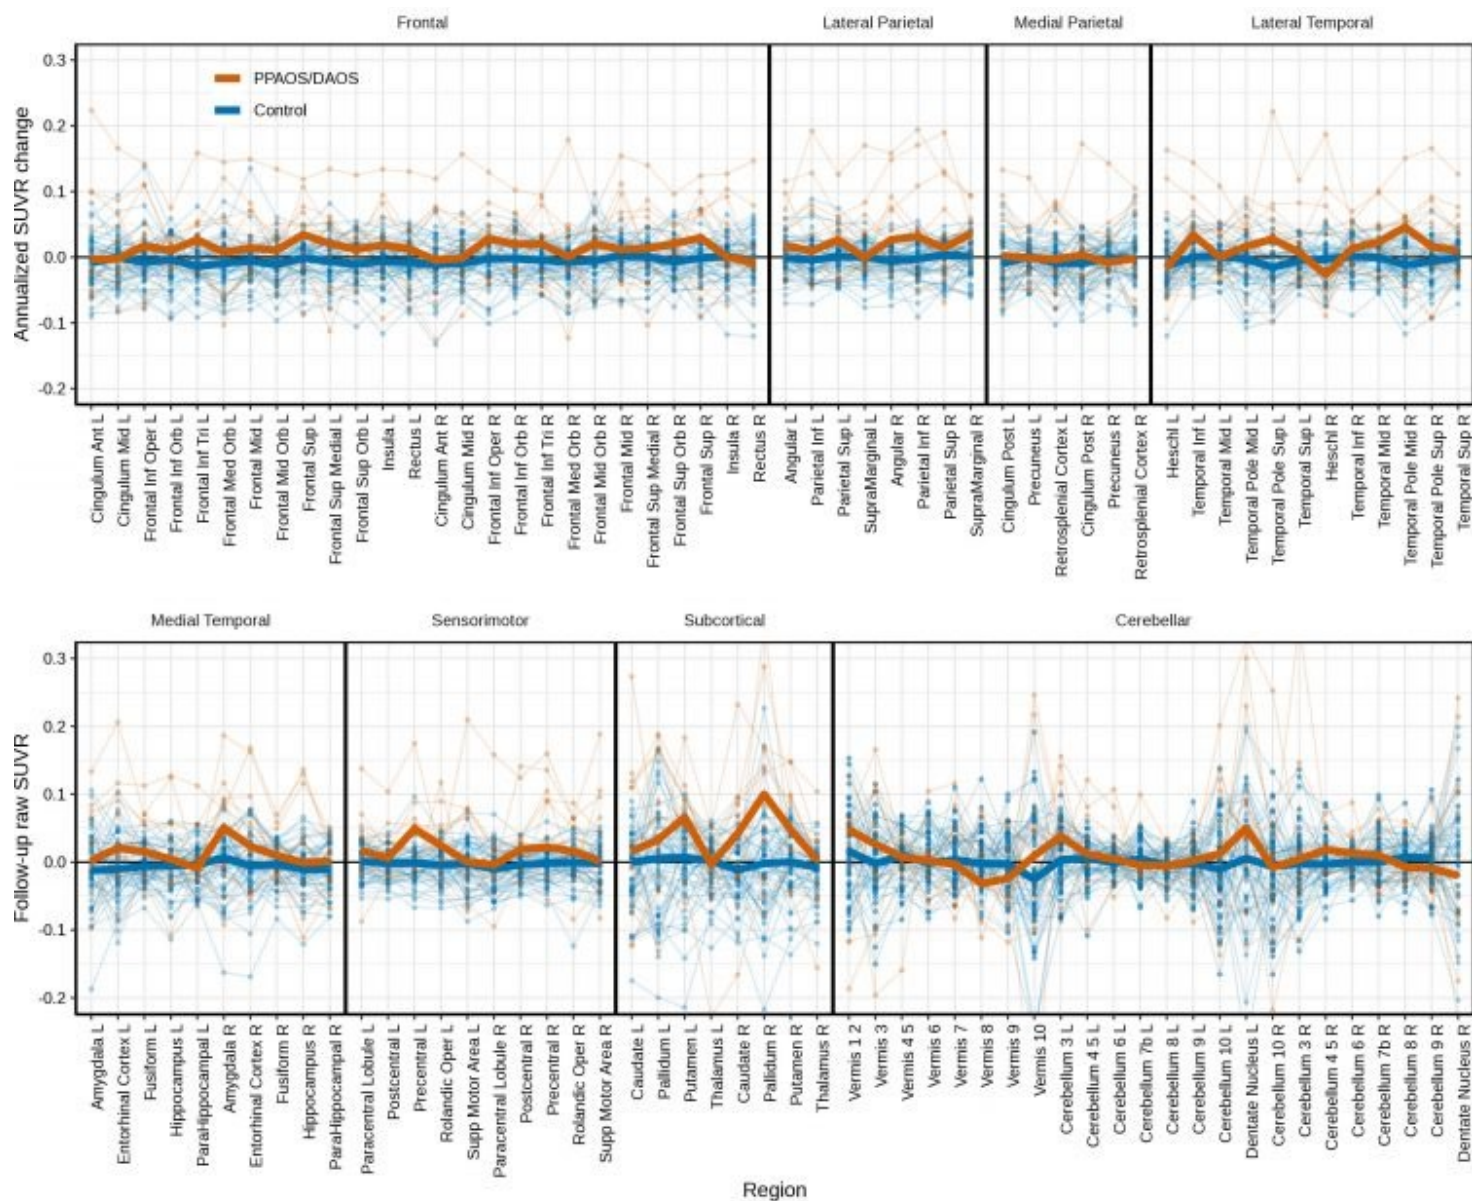 Frontal
Lateral Parietal
Medial Parietal
Lateral Temporal
Annualized SUVR change
0.3
0.2
0.1
0.0
-0.1
-0.2
PPAOS/DAOS
Control
Cingulum Ant L
Cingulum Mid L
Frontal Inf Oper L
Frontal Inf Orb L
Frontal Inf Tri L
Frontal Med Orb L
Frontal Mid L
Frontal Mid Orb L
Frontal Sup L
Frontal Sup Medial L
Frontal Sup Orb L
Insula L
Rectus L
Cingulum Ant R
Cingulum Mid R
Frontal Inf Oper R
Frontal Inf Orb R
Frontal Inf Tri R
Frontal Med Orb R
Frontal Mid Orb R
Frontal Mid R
Frontal Sup Medial R
Frontal Sup Orb R
Frontal Sup R
Insula R
Rectus R
Angular L
Parietal Inf L
Parietal Sup L
SupraMarginal L
Angular R
Parietal Inf R
Parietal Sup R
SupraMarginal R
Cingulum Post L
Precuneus L
Retrosplenial Cortex L
Cingulum Post R
Precuneus R
Retrosplenial Cortex R
Heschl L
Temporal Inf L
Temporal Mid L
Temporal Pole Mid L
Temporal Pole Sup L
Temporal Sup L
Heschl R
Temporal Inf R
Temporal Mid R
Temporal Pole Mid R
Temporal Pole Sup R
Temporal Sup R
Medial Temporal
Sensorimotor
Subcortical
Cerebellar
Follow-up raw SUVR
0.3
0.2
0.1
0.0
-0.1
-0.2
Amygdala L
Entorhinal Cortex L
Fusiform L
Hippocampus L
ParaHippocampal L
Amygdala R
Entorhinal Cortex R
Fusiform R
Hippocampus R
ParaHippocampal R
Paracentral Lobule L
Postcentral L
Precentral L
Rolandic Oper L
Supp Motor Area L
Paracentral Lobule R
Postcentral R
Precentral R
Rolandic Oper R
Supp Motor Area R
Caudate L
Pallidum L
Putamen L
Thalamus L
Caudate R
Pallidum R
Putamen R
Thalamus R
Vermis 1 2
Vermis 3
Vermis 4 5
Vermis 6
Vermis 7
Vermis 8
Vermis 9
Vermis 10
Cerebellum 3 L
Cerebellum 4 5 L
Cerebellum 6 L
Cerebellum 7b L
Cerebellum 8 L
Cerebellum 9 L
Cerebellum 10 L
Dentate Nucleus L
Cerebellum 10 R
Cerebellum 3 R
Cerebellum 4 5 R
Cerebellum 6 R
Cerebellum 7b R
Cerebellum 8 R
Cerebellum 9 R
Dentate Nucleus R
Region